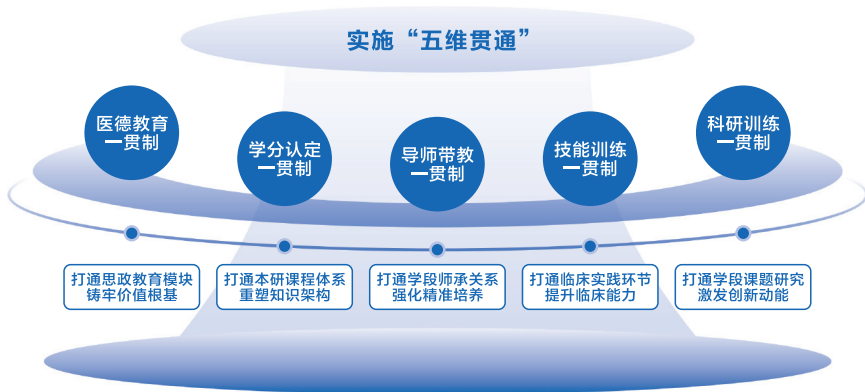 实施“五维贯通”
医德教育
一贯制
学分认定
一贯制
导师带教
一贯制
技能训练
一贯制
科研训练
一贯制
打通思政教育模块
铸牢价值根基
打通本研课程体系
重塑知识架构
打通学段师承关系
强化精准培养
打通临床实践环节
提升临床能力
打通学段课题研究
激发创新动能